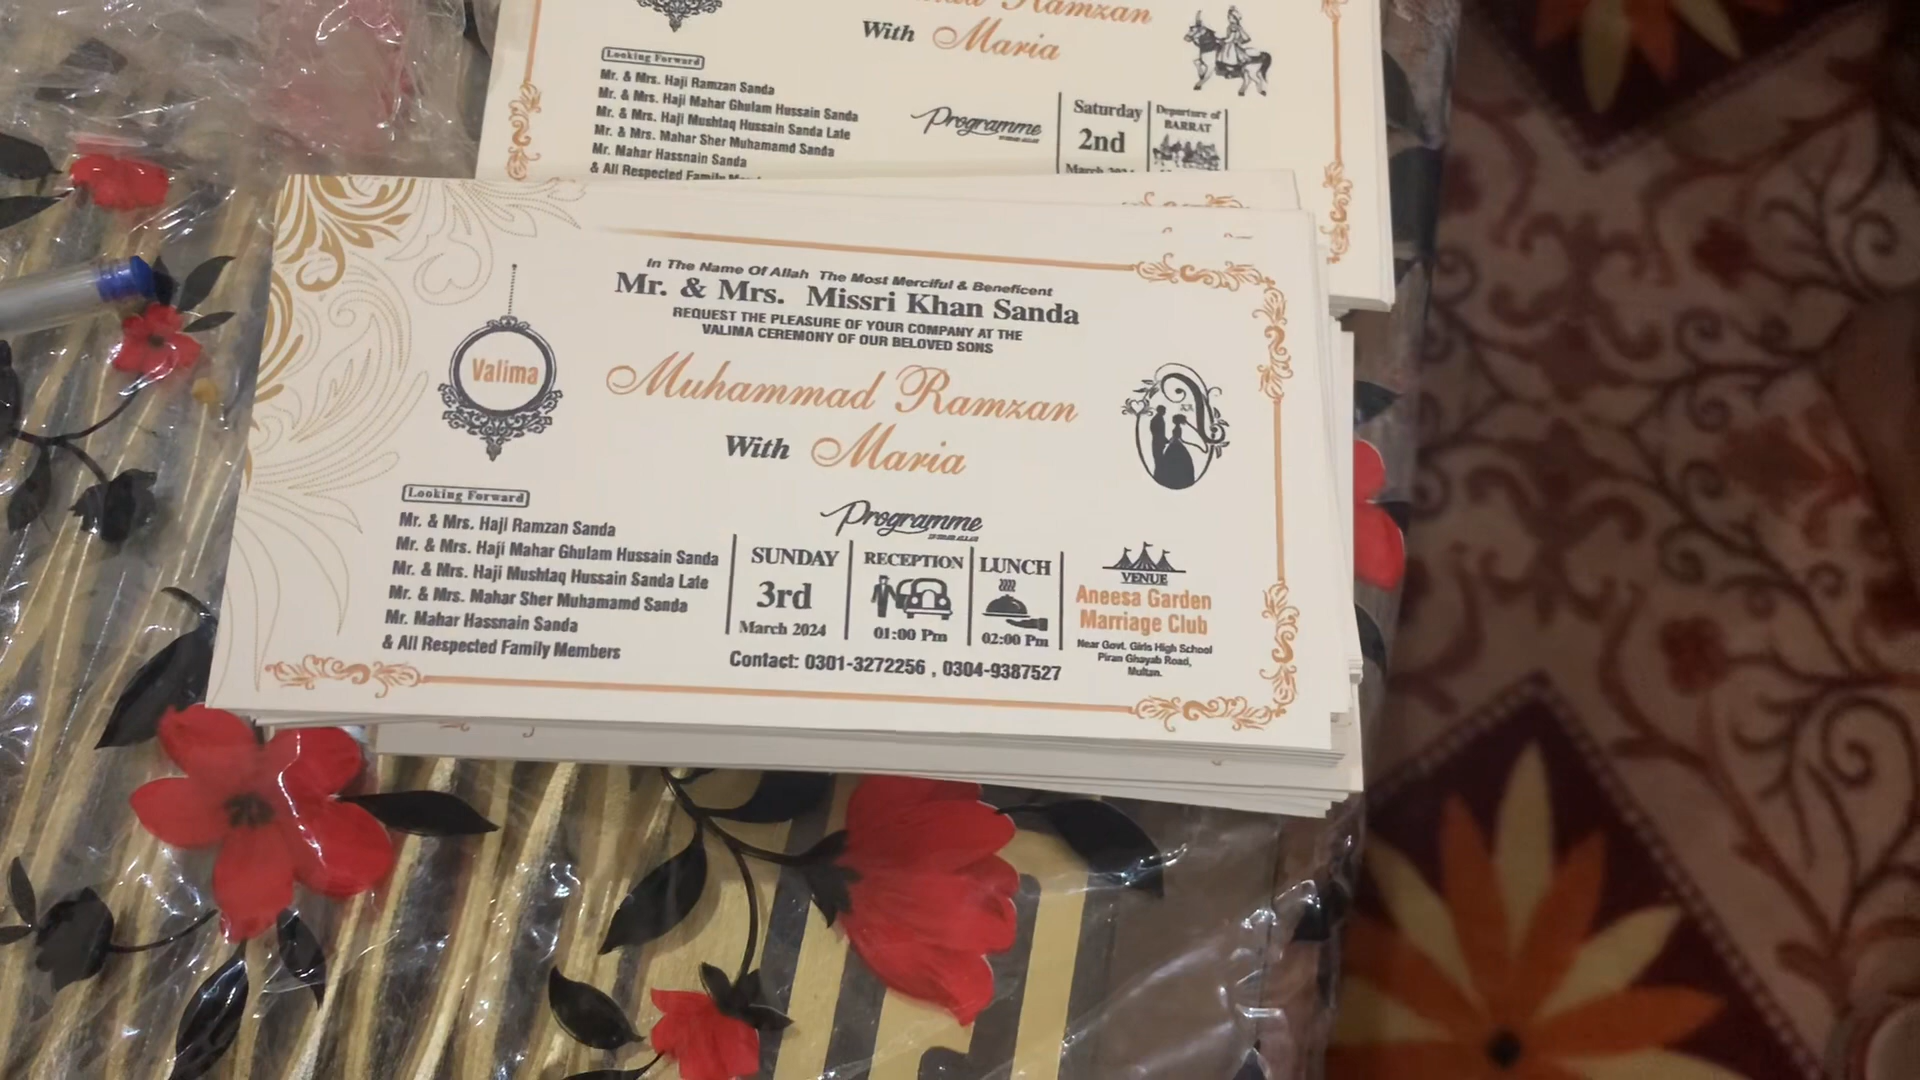 Ramzan
With Maria
Looking Forward
Mr. & Mrs. Haji Ramzan Sanda
Mr. & Mrs. Haji Mahar Ghulam Hussain Sanda
Mr. & Mrs. Haji Mushtaq Hussain Sanda Late
Mr. & Mrs. Mahar Sher Muhamamd Sanda
Mr. Mahar Hassnain Sanda
& All Respected Family
Programme
Saturday
2nd
March
Departure of
BARRAT
In The Name Of Allah The Most Merciful & Beneficent
Mr. & Mrs. Missri Khan Sanda
REQUEST THE PLEASURE OF YOUR COMPANY AT THE
VALIMA CEREMONY OF OUR BELOVED SONS
Valima
Muhammad Ramzan
With Maria
Looking Forward
Mr. & Mrs. Haji Ramzan Sanda
Mr. & Mrs. Haji Mahar Ghulam Hussain Sanda
Mr. & Mrs. Haji Mushtaq Hussain Sanda Late
Mr. & Mrs. Mahar Sher Muhamamd Sanda
Mr. Mahar Hassnain Sanda
& All Respected Family Members
Programme
SUNDAY
3rd
March 2024
RECEPTION
01:00 Pm
LUNCH
02:00 Pm
VENUE
Aneesa Garden
Marriage Club
Near Govt. Girls High School
Piran Ghayab Road,
Multan.
Contact: 0301-3272256 , 0304-9387527